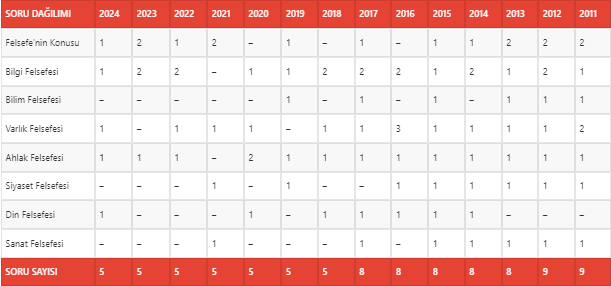 SORU DAĞILIMI 2024 2023 2022 2021 2020 2019 2018 2017 2016 2015 2014 2013 2012 2011
Felsefe'nin Konusu 1 2 1 2 – 1 – 1 – 1 1 2 2 2
Bilgi Felsefesi 1 2 2 – 1 1 2 2 2 1 2 1 2 1
Bilim Felsefesi – – – – – 1 – 1 – 1 – 1 1 1
Varlık Felsefesi 1 – 1 1 1 – 1 1 3 1 1 1 1 2
Ahlak Felsefesi 1 1 1 – 2 1 1 1 1 1 1 1 1 1
Siyaset Felsefesi – – – 1 – 1 – – 1 1 1 1 1 1
Din Felsefesi 1 – – – 1 – 1 1 1 1 1 – – –
Sanat Felsefesi – – – 1 – – – 1 – 1 1 1 1 1
SORU SAYISI 5 5 5 5 5 5 5 8 8 8 8 8 9 9